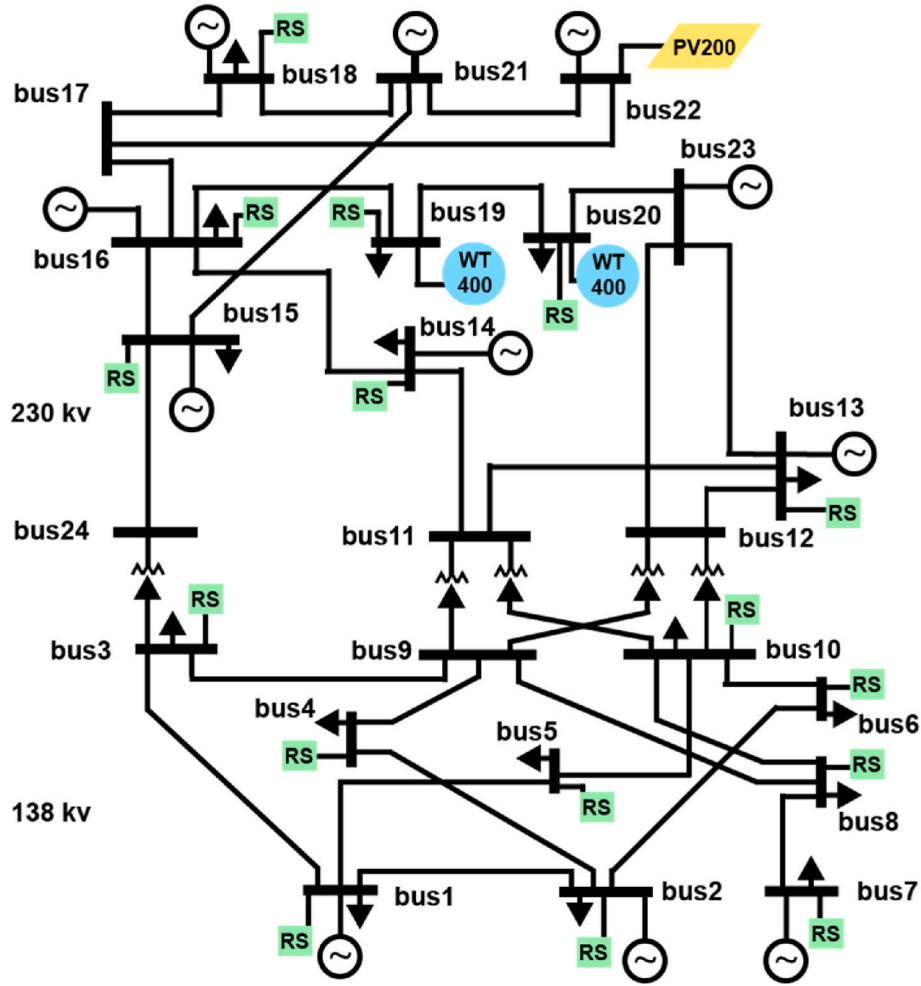 RS
bus18
bus21
PV200
bus22
bus17
bus23
RS
RS
bus19
bus20
bus16
WT
400
WT
400
bus15
RS
bus14
RS
RS
230 kv
bus13
RS
bus24
bus11
bus12
RS
RS
bus3
bus9
bus10
RS
bus4
bus5
bus6
RS
RS
RS
138 kv
bus8
bus1
bus2
bus7
RS
RS
RS